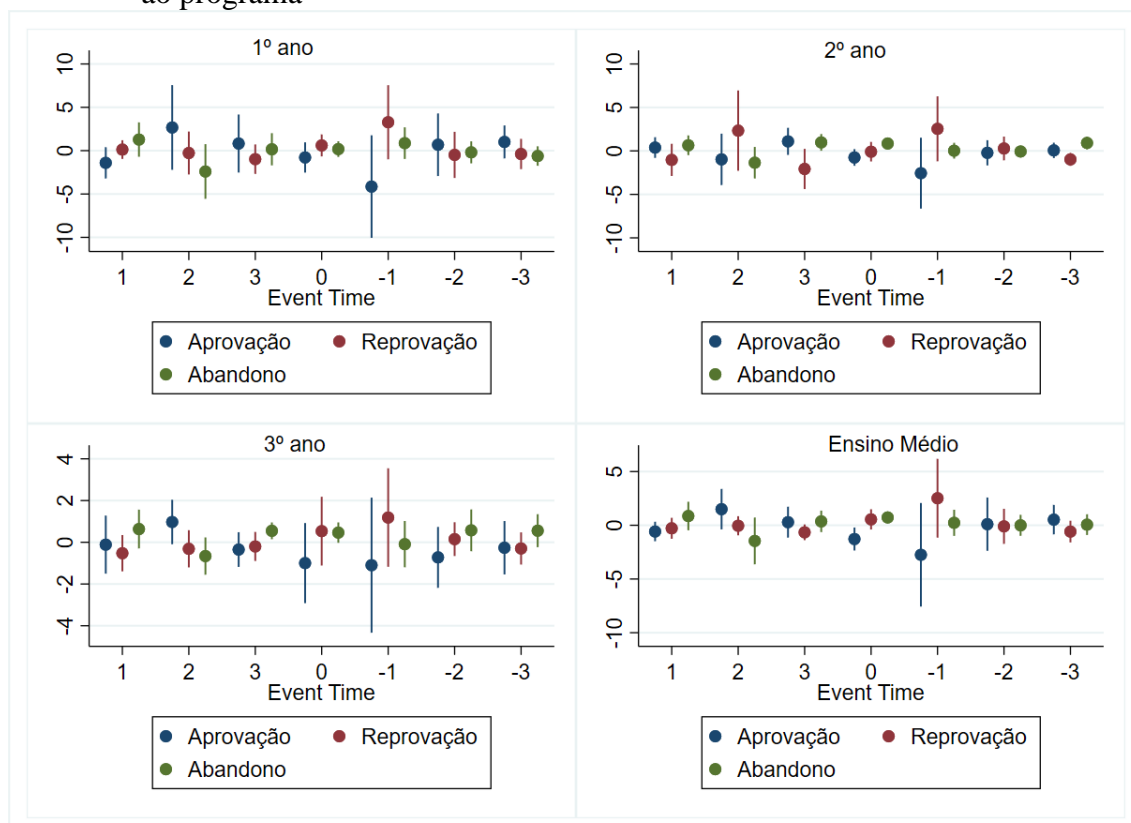 ao programa
1º ano
10
5
0
-5
-10
1 2 3 0 -1 -2 -3
Event Time
Aprovação Reprovação
Abandono
2º ano
10
5
0
-5
-10
1 2 3 0 -1 -2 -3
Event Time
Aprovação Reprovação
Abandono
3º ano
4
2
0
-2
-4
1 2 3 0 -1 -2 -3
Event Time
Aprovação Reprovação
Abandono
Ensino Médio
5
0
-5
-10
1 2 3 0 -1 -2 -3
Event Time
Aprovação Reprovação
Abandono